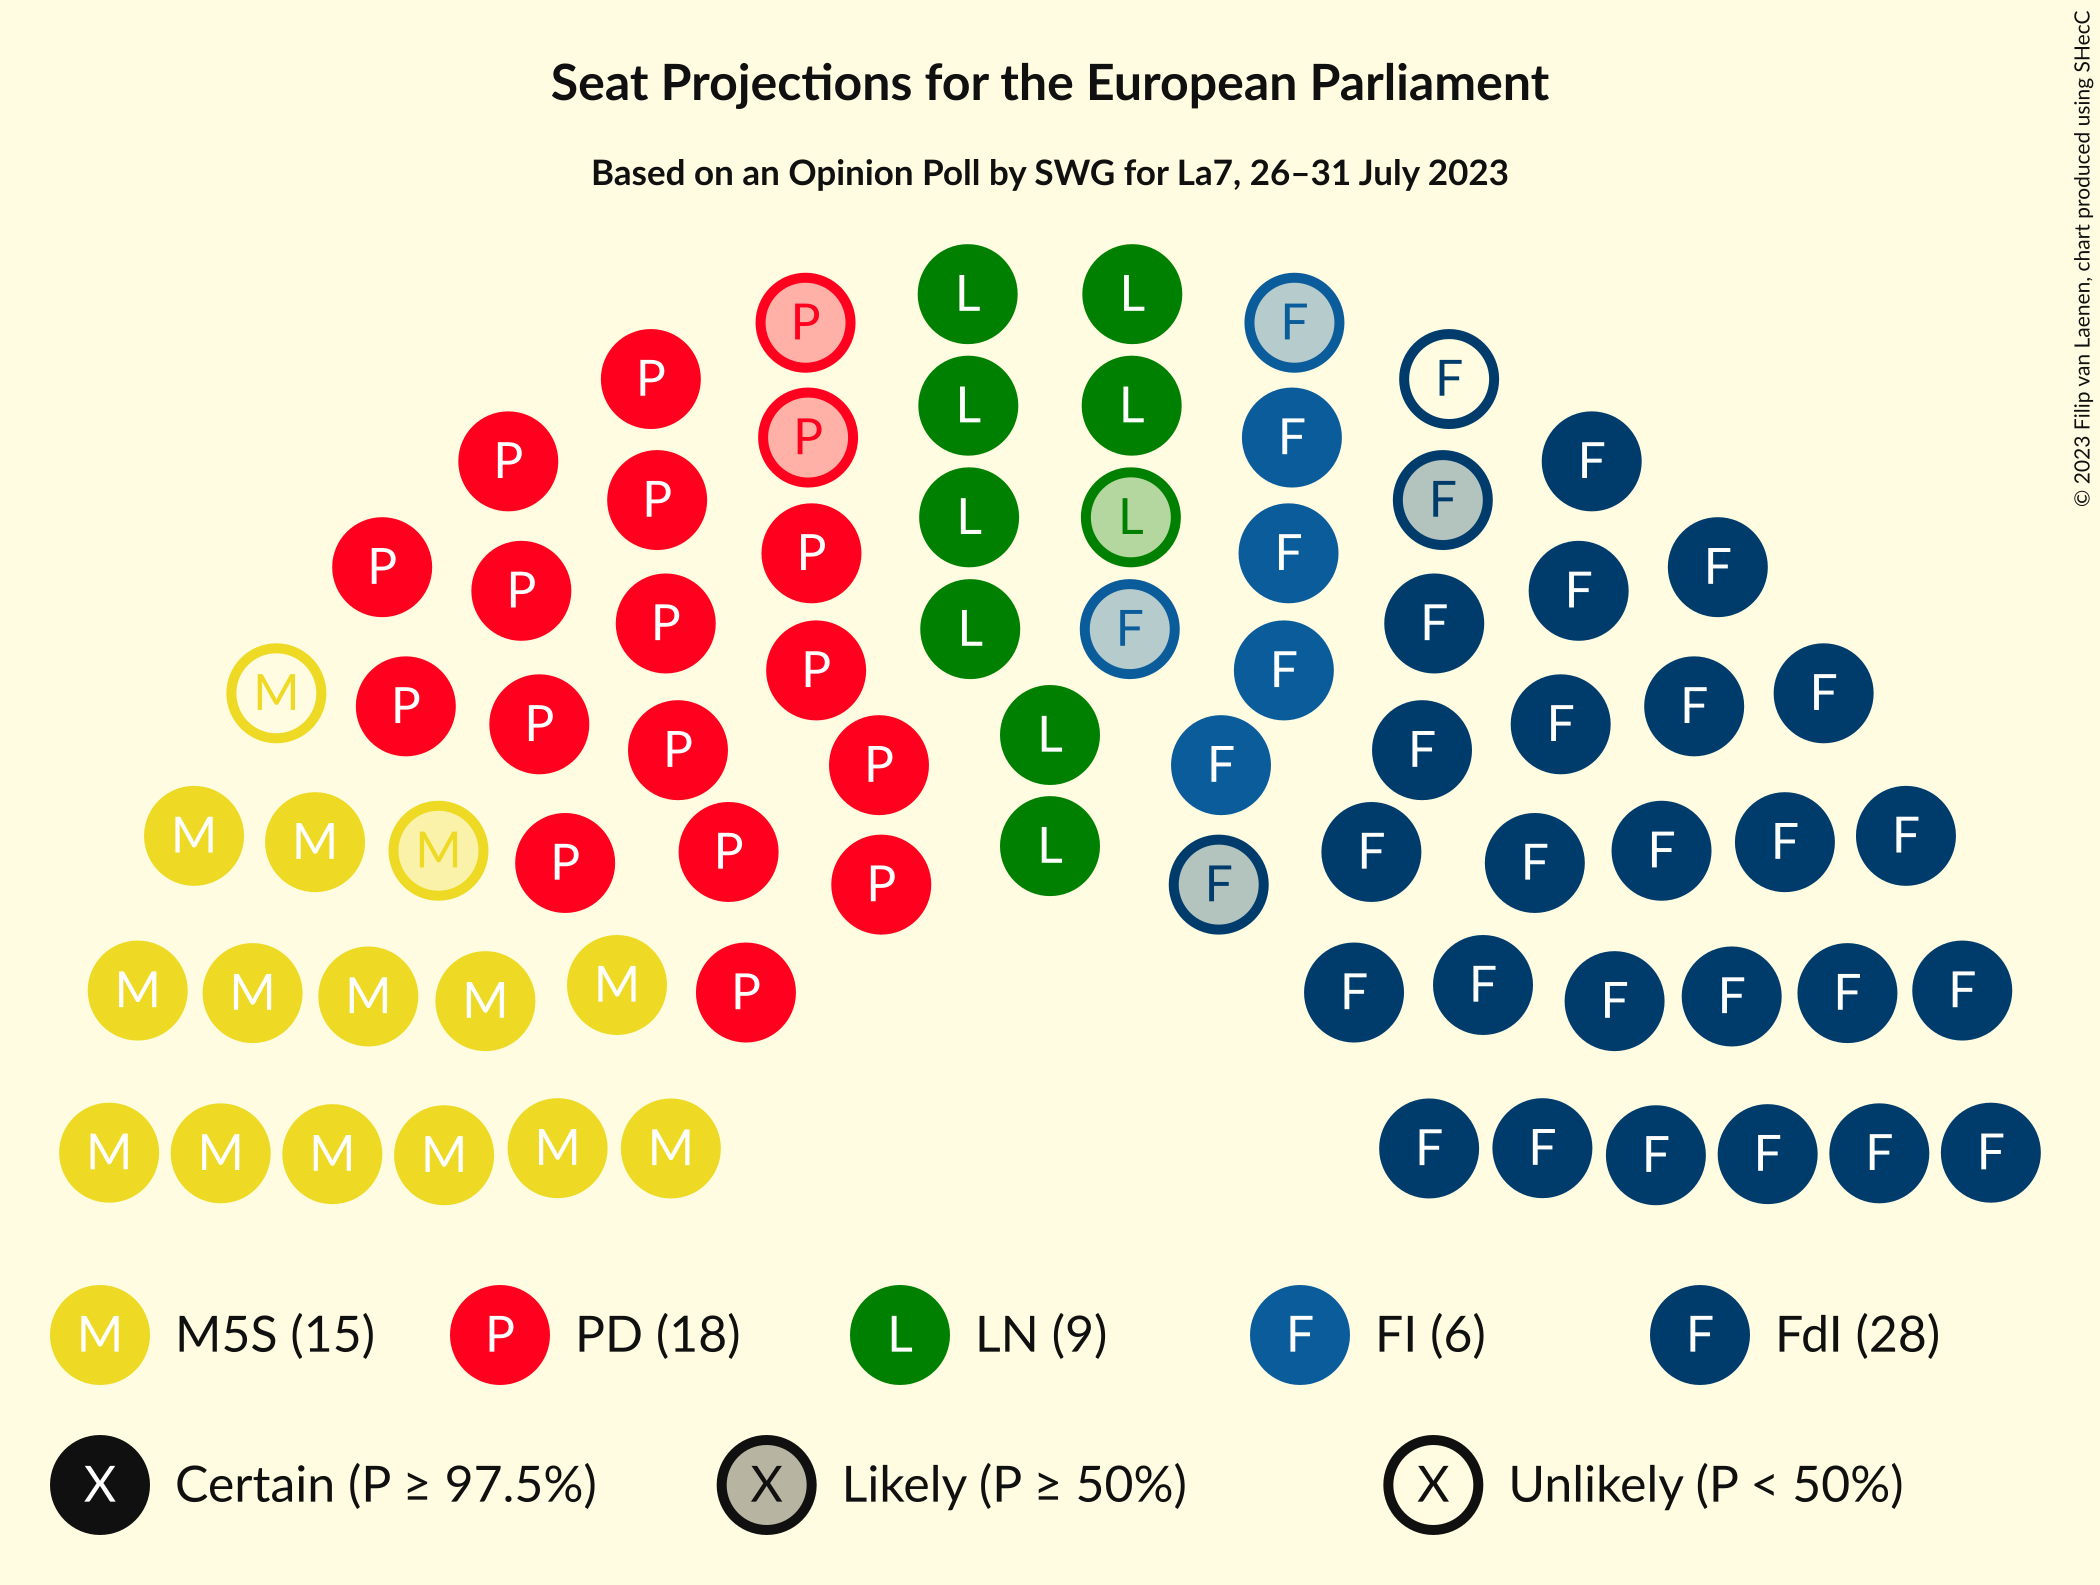 Seat Projections for the European Parliament
Based on an Opinion Poll by SWG for La7, 26–31 July 2023
© 2023 Filip van Laenen, chart produced using SHecC
L L
P F
P F
L L
P F
P F
P F
L L
P F
P F
P F
P F
P F
L F
P F
P F
M F
P F
P F
L
P F
P F
M F
M F
M F
L
P F
P F
P F
M F
M F
M F
M F
M F
P F
M F
M F
M F
M F
M F
M F
M M5S (15) P PD (18) L LN (9) F FI (6) F FdI (28)
X Certain (P ≥ 97.5%) X Likely (P ≥ 50%) X Unlikely (P < 50%)